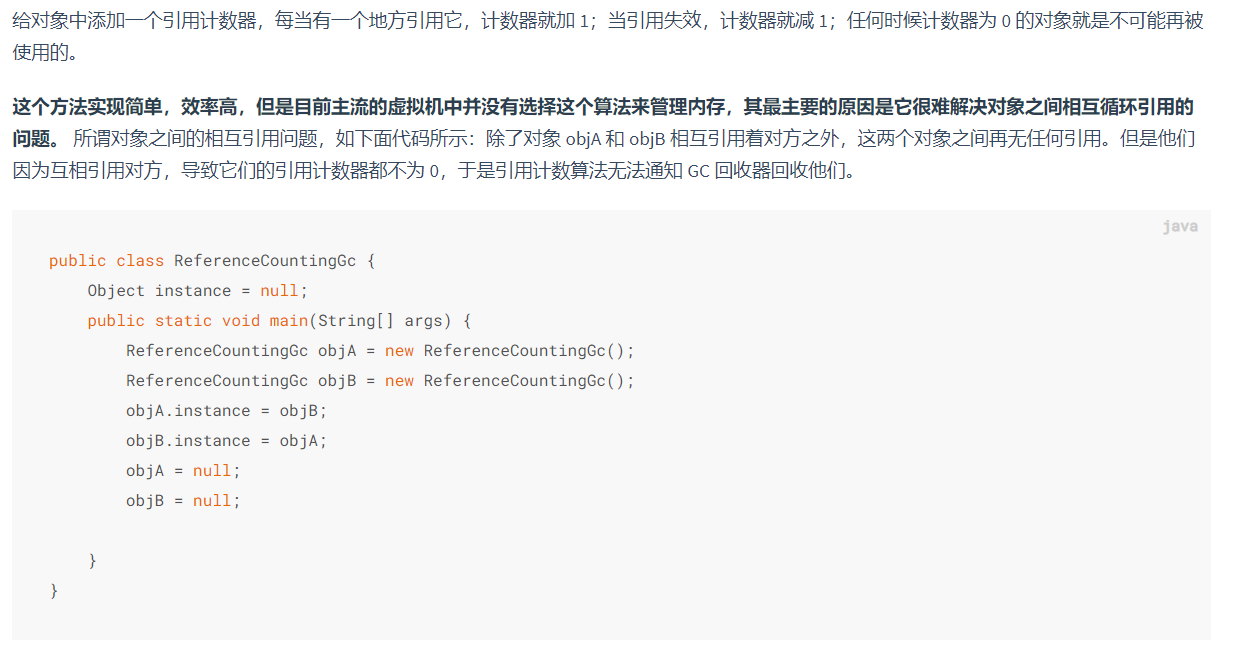 给对象中添加一个引用计数器，每当有一个地方引用它，计数器就加 1；当引用失效，计数器就减 1；任何时候计数器为 0 的对象就是不可能再被
使用的。
这个方法实现简单，效率高，但是目前主流的虚拟机中并没有选择这个算法来管理内存，其最主要的原因是它很难解决对象之间相互循环引用的
问题。 所谓对象之间的相互引用问题，如下面代码所示：除了对象 objA 和 objB 相互引用着对方之外，这两个对象之间再无任何引用。但是他们
因为互相引用对方，导致它们的引用计数器都不为 0，于是引用计数算法无法通知 GC 回收器回收他们。
java
public class ReferenceCountingGc {
    Object instance = null;
    public static void main(String[] args) {
        ReferenceCountingGc objA = new ReferenceCountingGc();
        ReferenceCountingGc objB = new ReferenceCountingGc();
        objA.instance = objB;
        objB.instance = objA;
        objA = null;
        objB = null;
    }
}